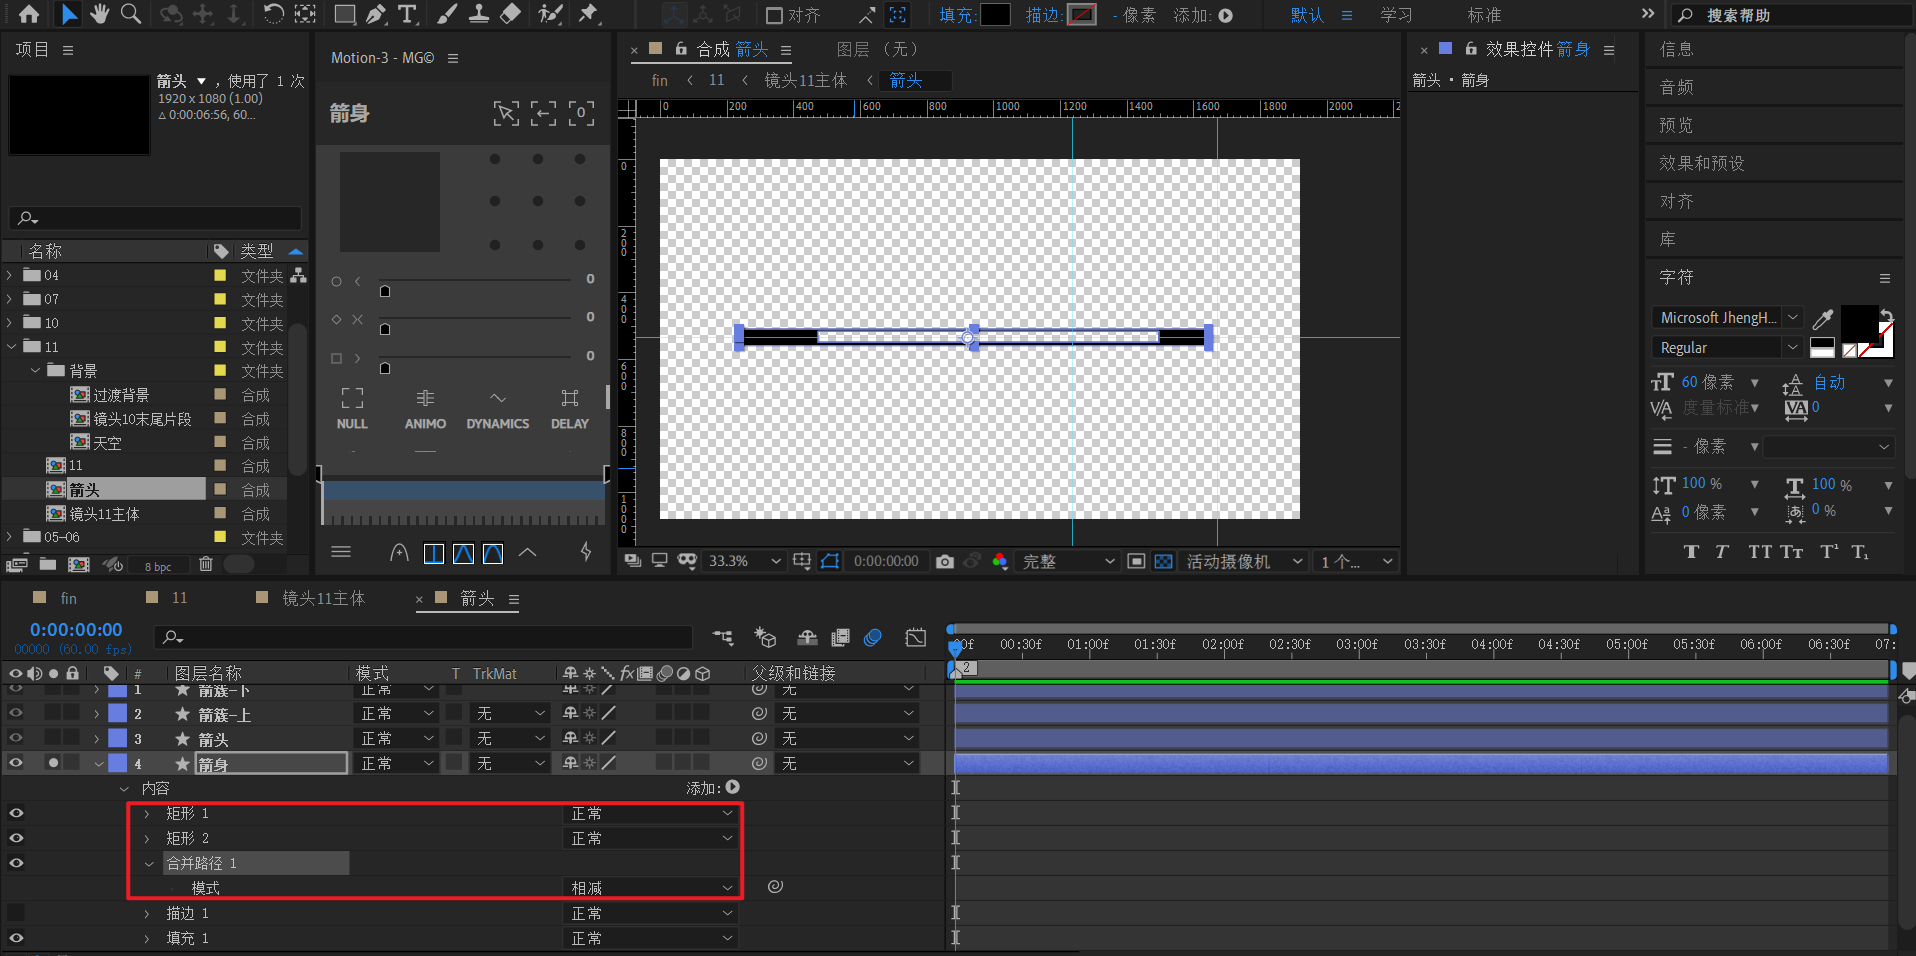 对齐
填充:
描边:
- 像素
添加:
默认
学习
标准
搜索帮助
项目
箭头 ▼ ，使用了 1 次
1920 x 1080 (1.00)
△ 0:00:06:56, 60...
名称
类型
04
文件夹
07
文件夹
10
文件夹
11
文件夹
背景
文件夹
过渡背景
合成
镜头10末尾片段
合成
天空
合成
11
合成
箭头
合成
镜头11主体
合成
05-06
文件夹
8 bpc
Motion-3 - MG©
箭身
0
0
0
0
NULL
ANIMO
DYNAMICS
DELAY
合成 箭头
图层 （无）
fin ‹ 11 ‹ 镜头11主体 ‹ 箭头
0 200 400 600 800 1000 1200 1400 1600 1800 2000 2
0
200
400
600
800
1000
33.3%
0:00:00:00
完整
活动摄像机
1 个...
效果控件 箭身
箭头 · 箭身
信息
音频
预览
效果和预设
对齐
库
字符
Microsoft JhengH...
Regular
60 像素
自动
度量标准
0
- 像素
100 %
100 %
0 像素
0 %
fin
11
镜头11主体
箭头
0:00:00:00
00000 (60.00 fps)
:00f 00:30f 01:00f 01:30f 02:00f 02:30f 03:00f 03:30f 04:00f 04:30f 05:00f 05:30f 06:00f 06:30f 07:
2
# 图层名称 模式 T TrkMat 父级和链接
1 箭簇-下 正常 无
2 箭簇-上 正常 无 无
3 箭头 正常 无 无
4 箭身 正常 无 无
内容 添加:
矩形 1 正常
矩形 2 正常
合并路径 1
模式 相减
描边 1 正常
填充 1 正常